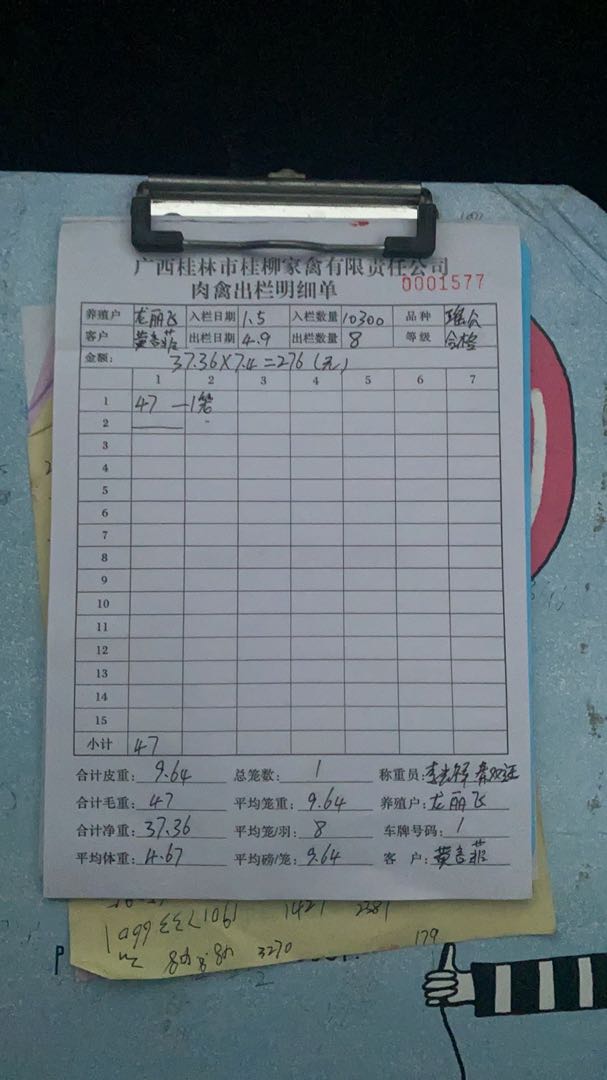 广西桂林市桂柳家禽有限责任公司
肉禽出栏明细单 0001577
养殖户 龙丽飞 入栏日期 1.5 入栏数量 10300 品种
客户 出栏日期 4.9 出栏数量 8 等级 合格
金额: 37.36×7.4=276(元)
1 2 3 4 5 6 7
1 47 —1笼
2
3
4
5
6
7
8
9
10
11
12
13
14
15
小计 47
合计皮重: 9.64 总笼数: 1 称重员:
合计毛重: 47 平均笼重: 9.64 养殖户: 龙丽飞
合计净重: 37.36 平均笼/羽: 8 车牌号码: 1
平均体重: 4.67 平均磅/笼: 9.64 客户:
1421 2381
1061
3270
179
P